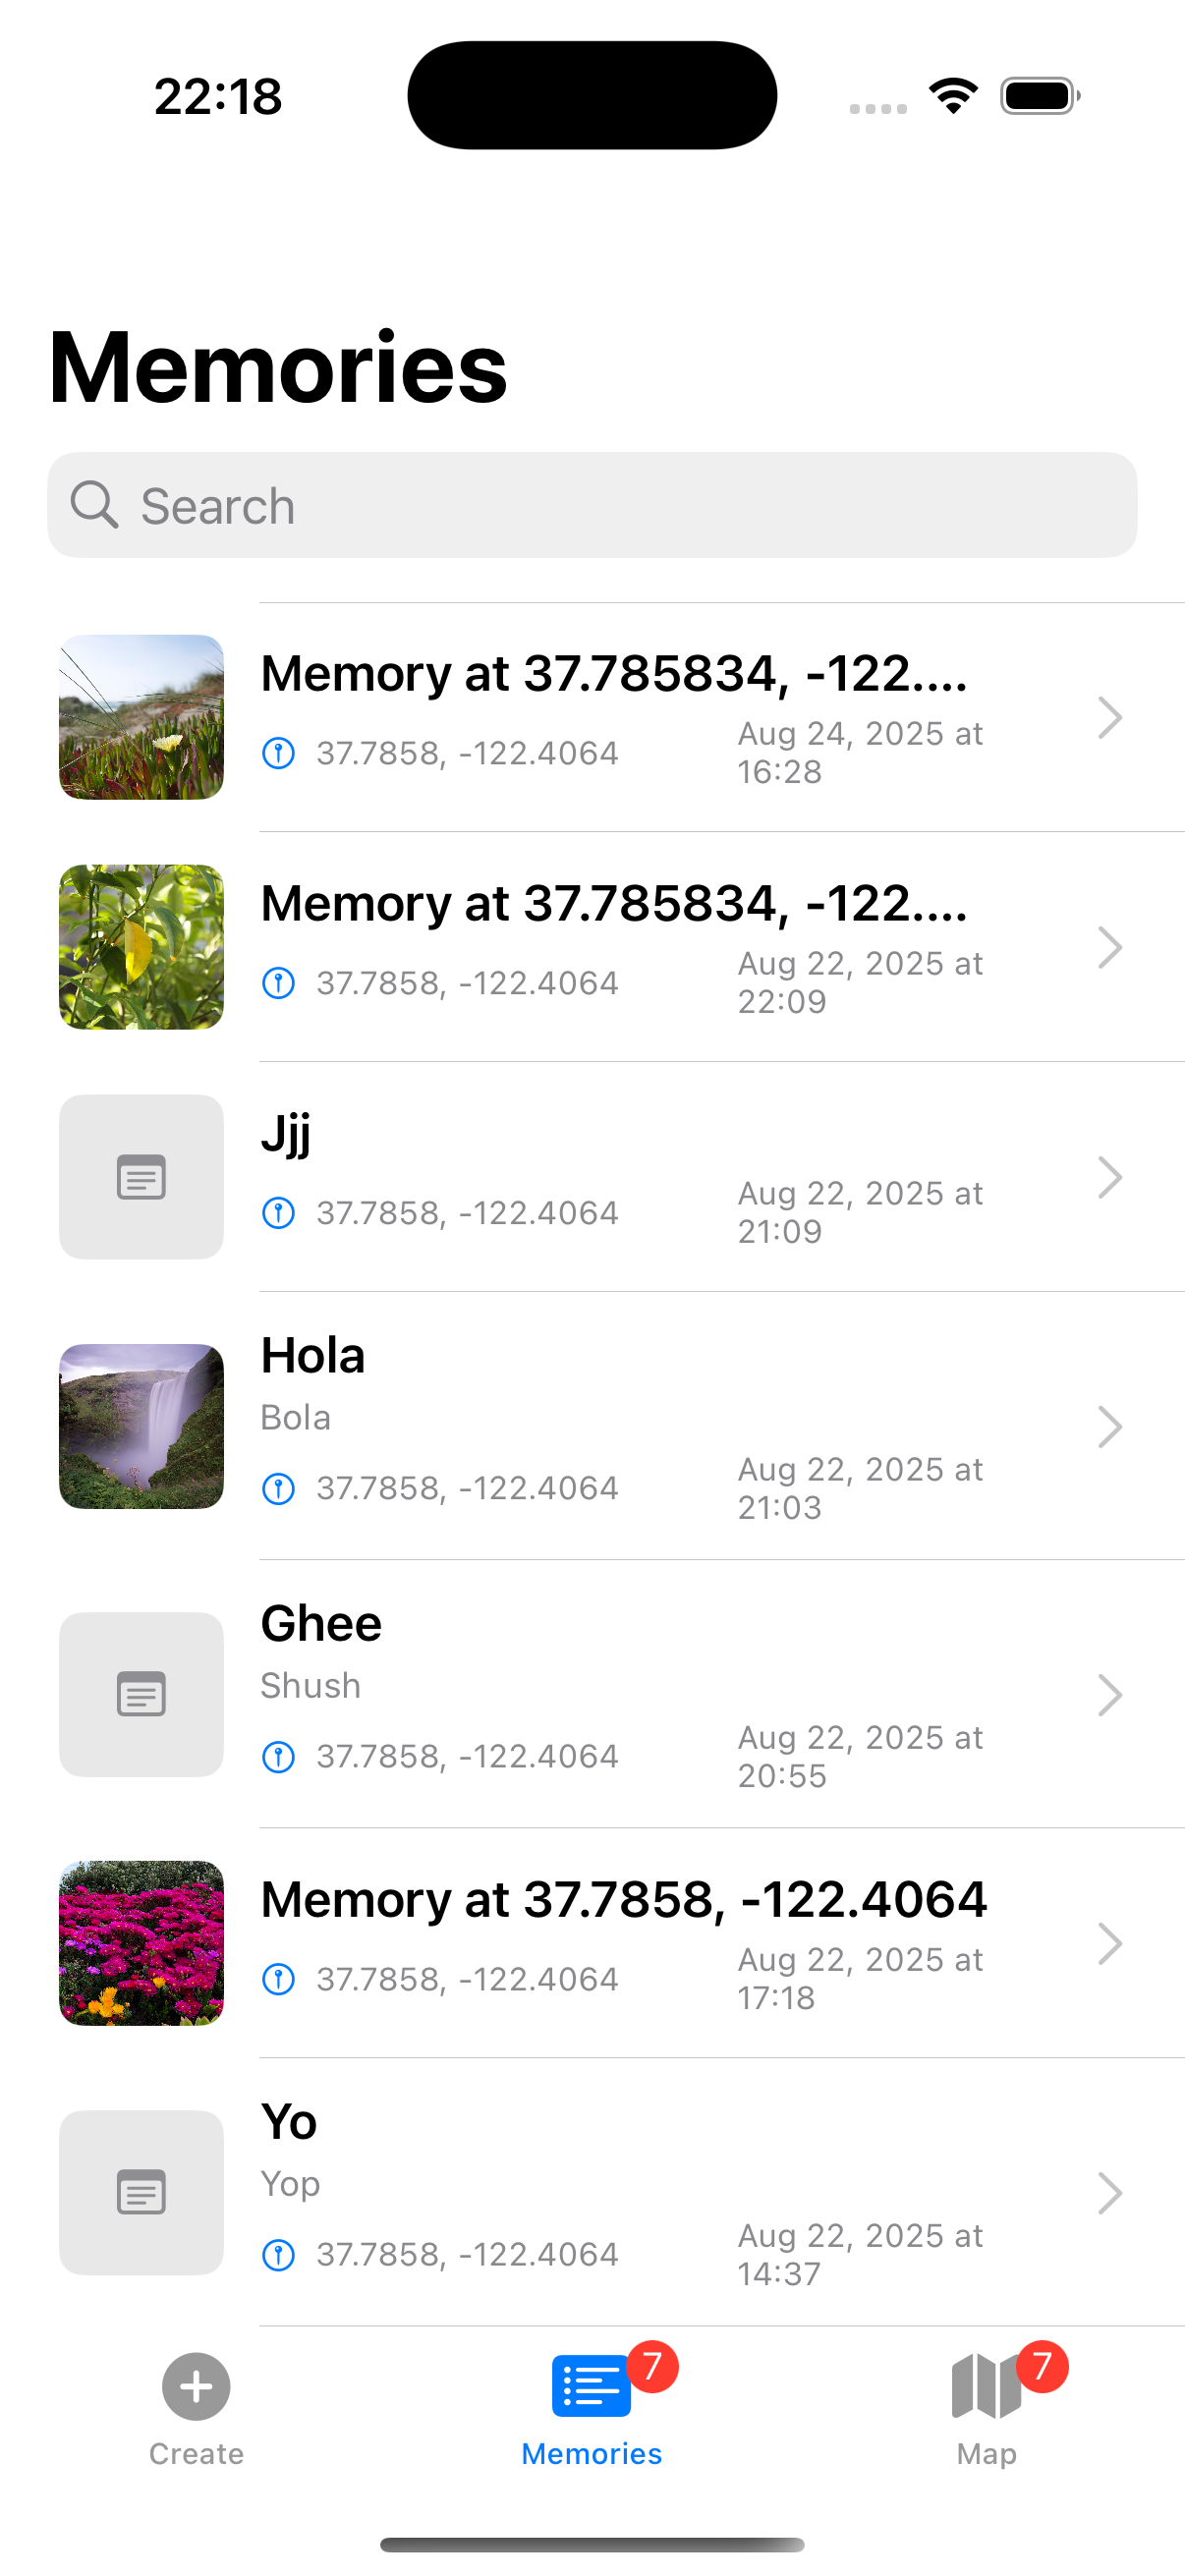 22:18
Memories
Search
Memory at 37.785834, -122....
37.7858, -122.4064
Aug 24, 2025 at
16:28
Memory at 37.785834, -122....
37.7858, -122.4064
Aug 22, 2025 at
22:09
Jjj
37.7858, -122.4064
Aug 22, 2025 at
21:09
Hola
Bola
37.7858, -122.4064
Aug 22, 2025 at
21:03
Ghee
Shush
37.7858, -122.4064
Aug 22, 2025 at
20:55
Memory at 37.7858, -122.4064
37.7858, -122.4064
Aug 22, 2025 at
17:18
Yo
Yop
37.7858, -122.4064
Aug 22, 2025 at
14:37
7
7
Create
Memories
Map